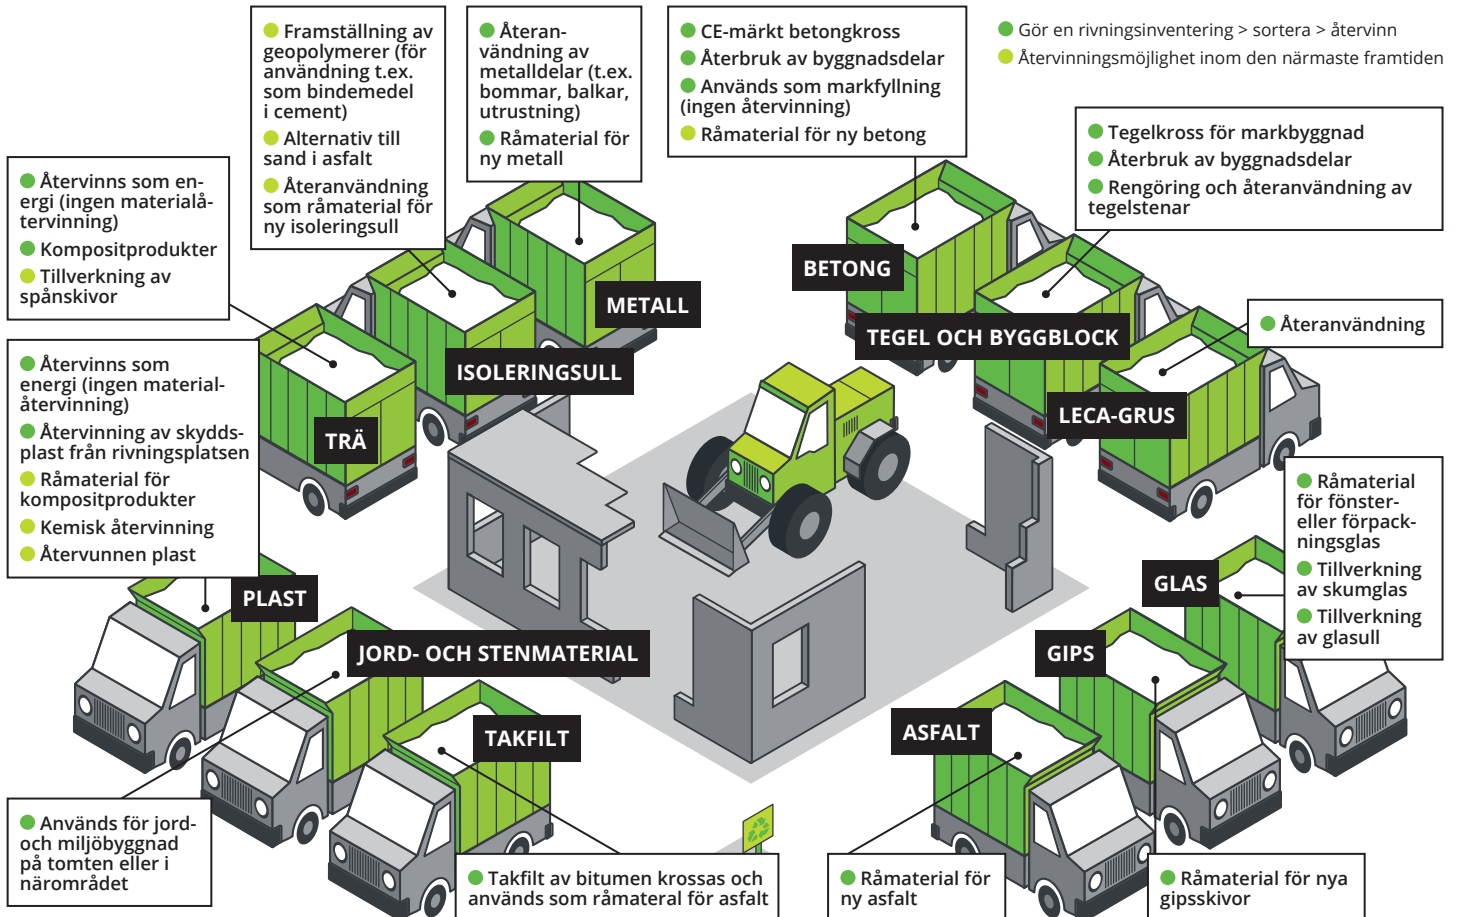 Framställning av
geopolymerer (för
användning t.ex.
som bindemedel
i cement)
Alternativ till
sand i asfalt
Återanvändning
som råmaterial för
ny isoleringsull
Återan-
vändning av
metalldelar (t.ex.
bommar, balkar,
utrustning)
Råmaterial för
ny metall
CE-märkt betongkross
Återbruk av byggnadsdelar
Används som markfyllning
(ingen återvinning)
Råmaterial för ny betong
Gör en rivningsinventering > sortera > återvinn
Återvinningsmöjlighet inom den närmaste framtiden
Tegelkross för markbyggnad
Återbruk av byggnadsdelar
Rengöring och återanvändning av
tegelstenar
Återvinns som en-
ergi (ingen materialå-
tervinning)
Kompositprodukter
Tillverkning av
spånskivor
BETONG
METALL
TEGEL OCH BYGGBLOCK
Återanvändning
ISOLERINGSULL
LECA-GRUS
TRÄ
Återvinns som
energi (ingen material-
återvinning)
Återvinning av skydds-
plast från rivningsplatsen
Råmaterial för
kompositprodukter
Kemisk återvinning
Återvunnen plast
Råmaterial
för fönster-
eller förpack-
ningsglas
Tillverkning
av skumglas
Tillverkning
av glasull
PLAST
GLAS
JORD- OCH STENMATERIAL
GIPS
TAKFILT
ASFALT
Används för jord-
och miljöbyggnad
på tomten eller i
närområdet
Takfilt av bitumen krossas och
används som råmateral för asfalt
Råmaterial för
ny asfalt
Råmaterial för nya
gipsskivor